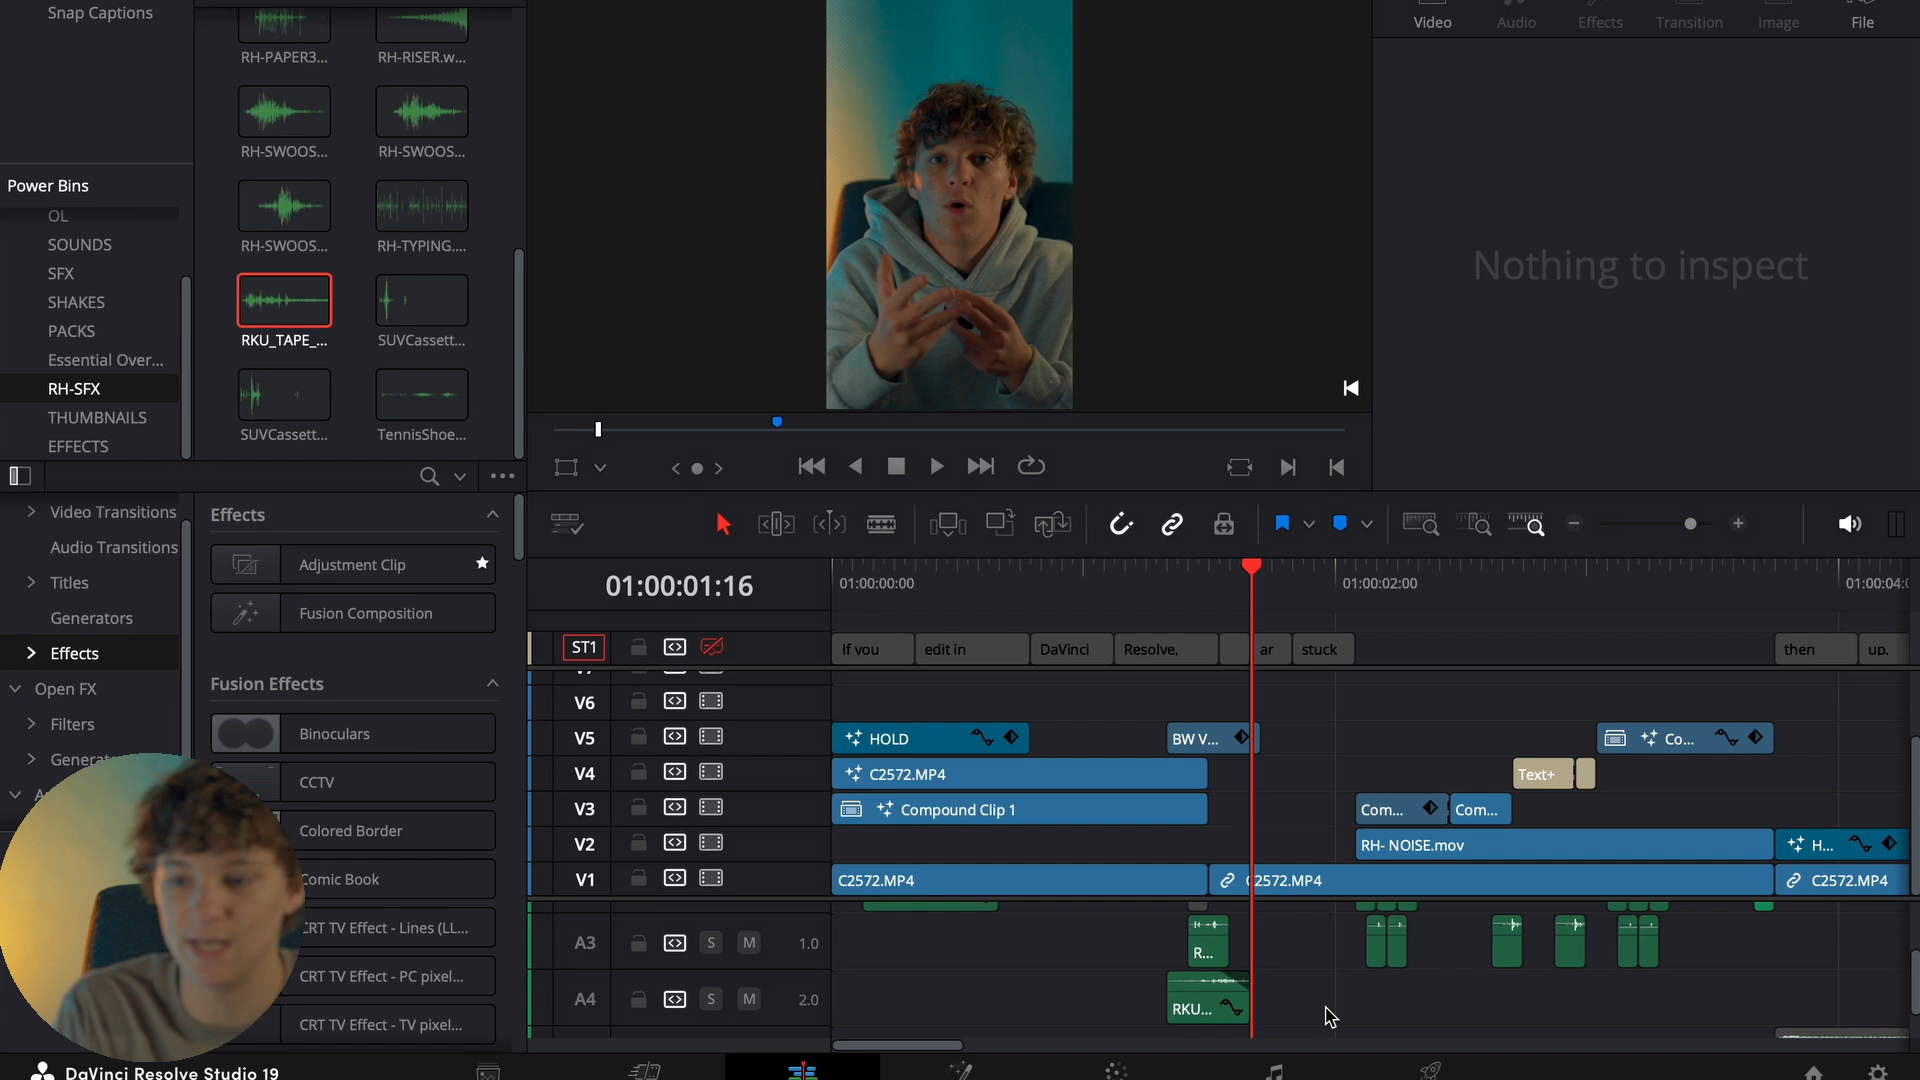 Snap Captions
RH-PAPER3...
RH-RISER.w...
RH-SWOOS...
RH-SWOOS...
RH-SWOOS...
RH-TYPING....
RKU_TAPE_...
SUVCassett...
SUVCassett...
TennisShoe...
Power Bins
OL
SOUNDS
SFX
SHAKES
PACKS
Essential Over...
RH-SFX
THUMBNAILS
EFFECTS
Video
Audio
Effects
Transition
Image
File
Nothing to inspect
Video Transitions
Audio Transitions
Titles
Generators
Effects
Open FX
Filters
Effects
Adjustment Clip
Fusion Composition
Fusion Effects
Binoculars
CCTV
Colored Border
Comic Book
CRT TV Effect - Lines (LL...
CRT TV Effect - PC pixel...
CRT TV Effect - TV pixel...
01:00:01:16
01:00:00:00
01:00:02:00
01:00:04:
ST1
If you
edit in
DaVinci
Resolve,
ar
stuck
then
up.
V6
V5
HOLD
BW V...
Co...
V4
C2572.MP4
Text+
V3
Compound Clip 1
Com...
Com...
V2
RH- NOISE.mov
H...
V1
C2572.MP4
C2572.MP4
C2572.MP4
A3
S
M
1.0
R...
A4
S
M
2.0
RKU...
DaVinci Resolve Studio 19